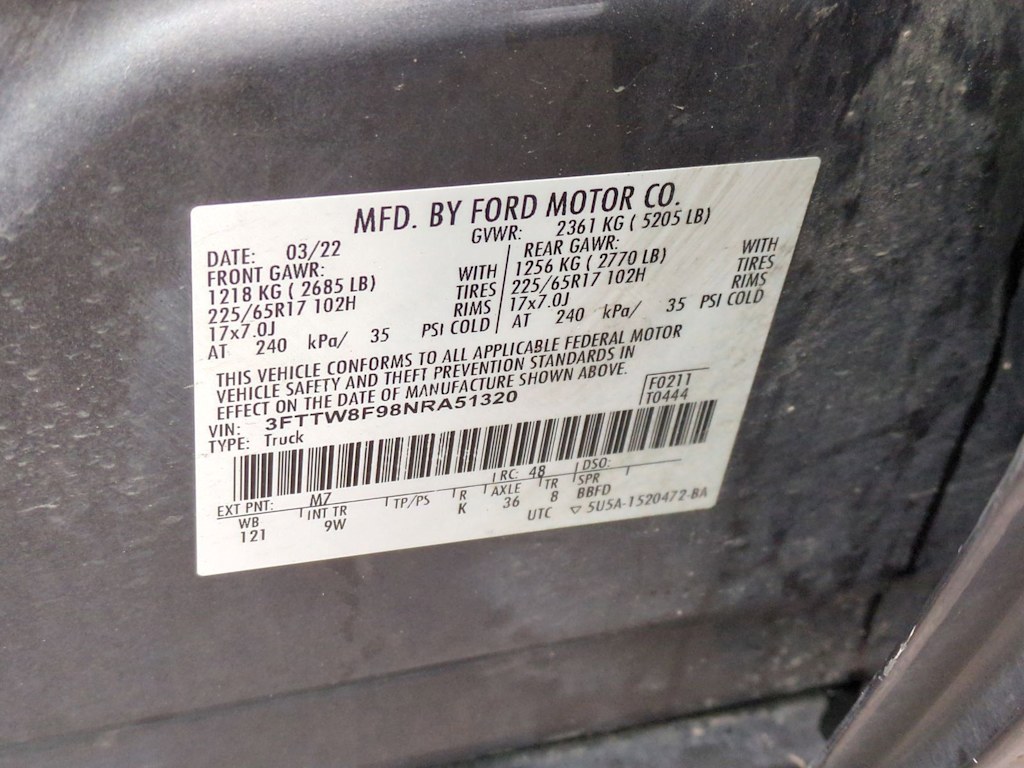 MFD. BY FORD MOTOR CO.
DATE: 03/22
GVWR: 2361 KG ( 5205 LB)
FRONT GAWR:
1218 KG ( 2685 LB) WITH
225/65R17 102H TIRES
17x7.0J RIMS
AT 240 kPa/ 35 PSI COLD
REAR GAWR:
1256 KG ( 2770 LB) WITH
225/65R17 102H TIRES
17x7.0J RIMS
AT 240 kPa/ 35 PSI COLD
THIS VEHICLE CONFORMS TO ALL APPLICABLE FEDERAL MOTOR
VEHICLE SAFETY AND THEFT PREVENTION STANDARDS IN
EFFECT ON THE DATE OF MANUFACTURE SHOWN ABOVE.
VIN: 3FTTW8F98NRA51320
TYPE: Truck
F0211
T0444
EXT PNT: M7 RC: 48 DSO:
WB INT TR TP/PS R AXLE TR SPR
121 9W K 36 8 BBFD
UTC ▽ 5U5A-1520472-BA